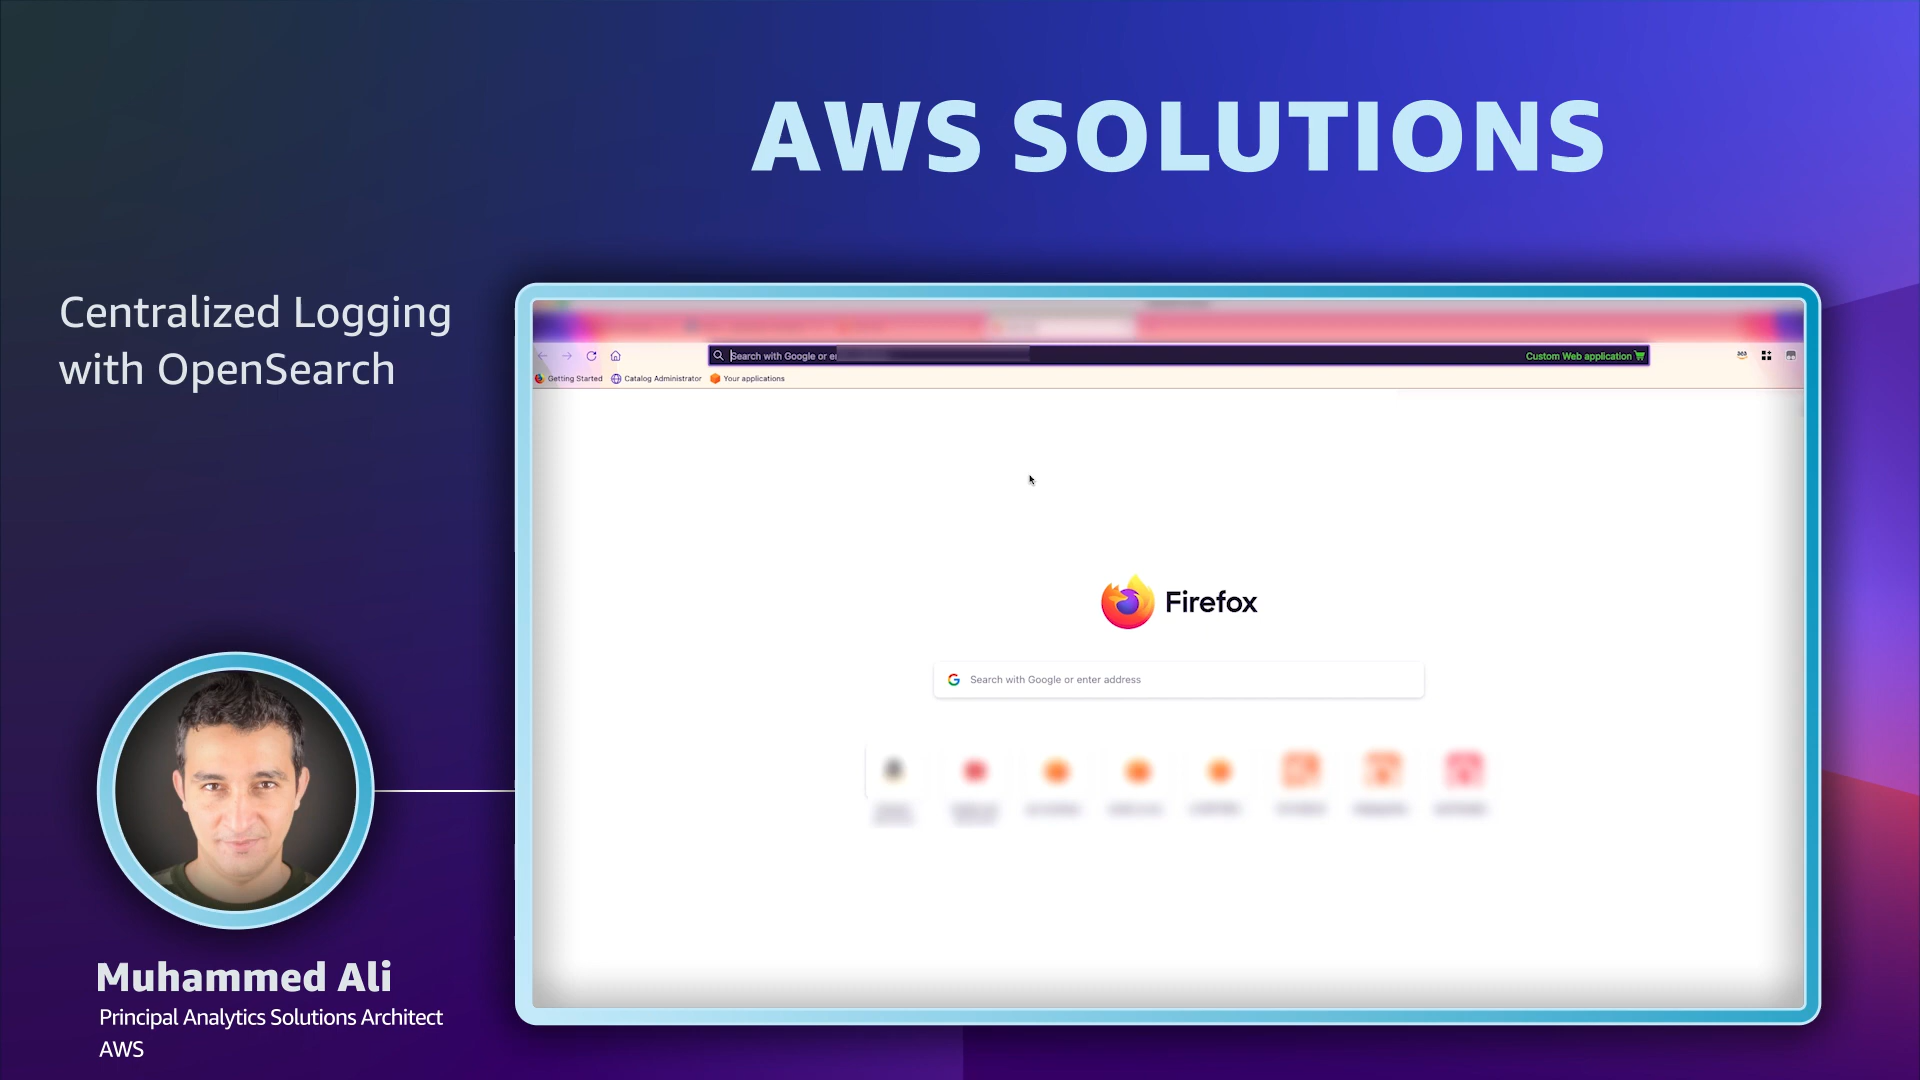 AWS SOLUTIONS
Centralized Logging
with OpenSearch
Search with Google or
Custom Web application
Getting Started
Catalog Administrator
Your applications
Firefox
Search with Google or enter address
Muhammed Ali
Principal Analytics Solutions Architect
AWS